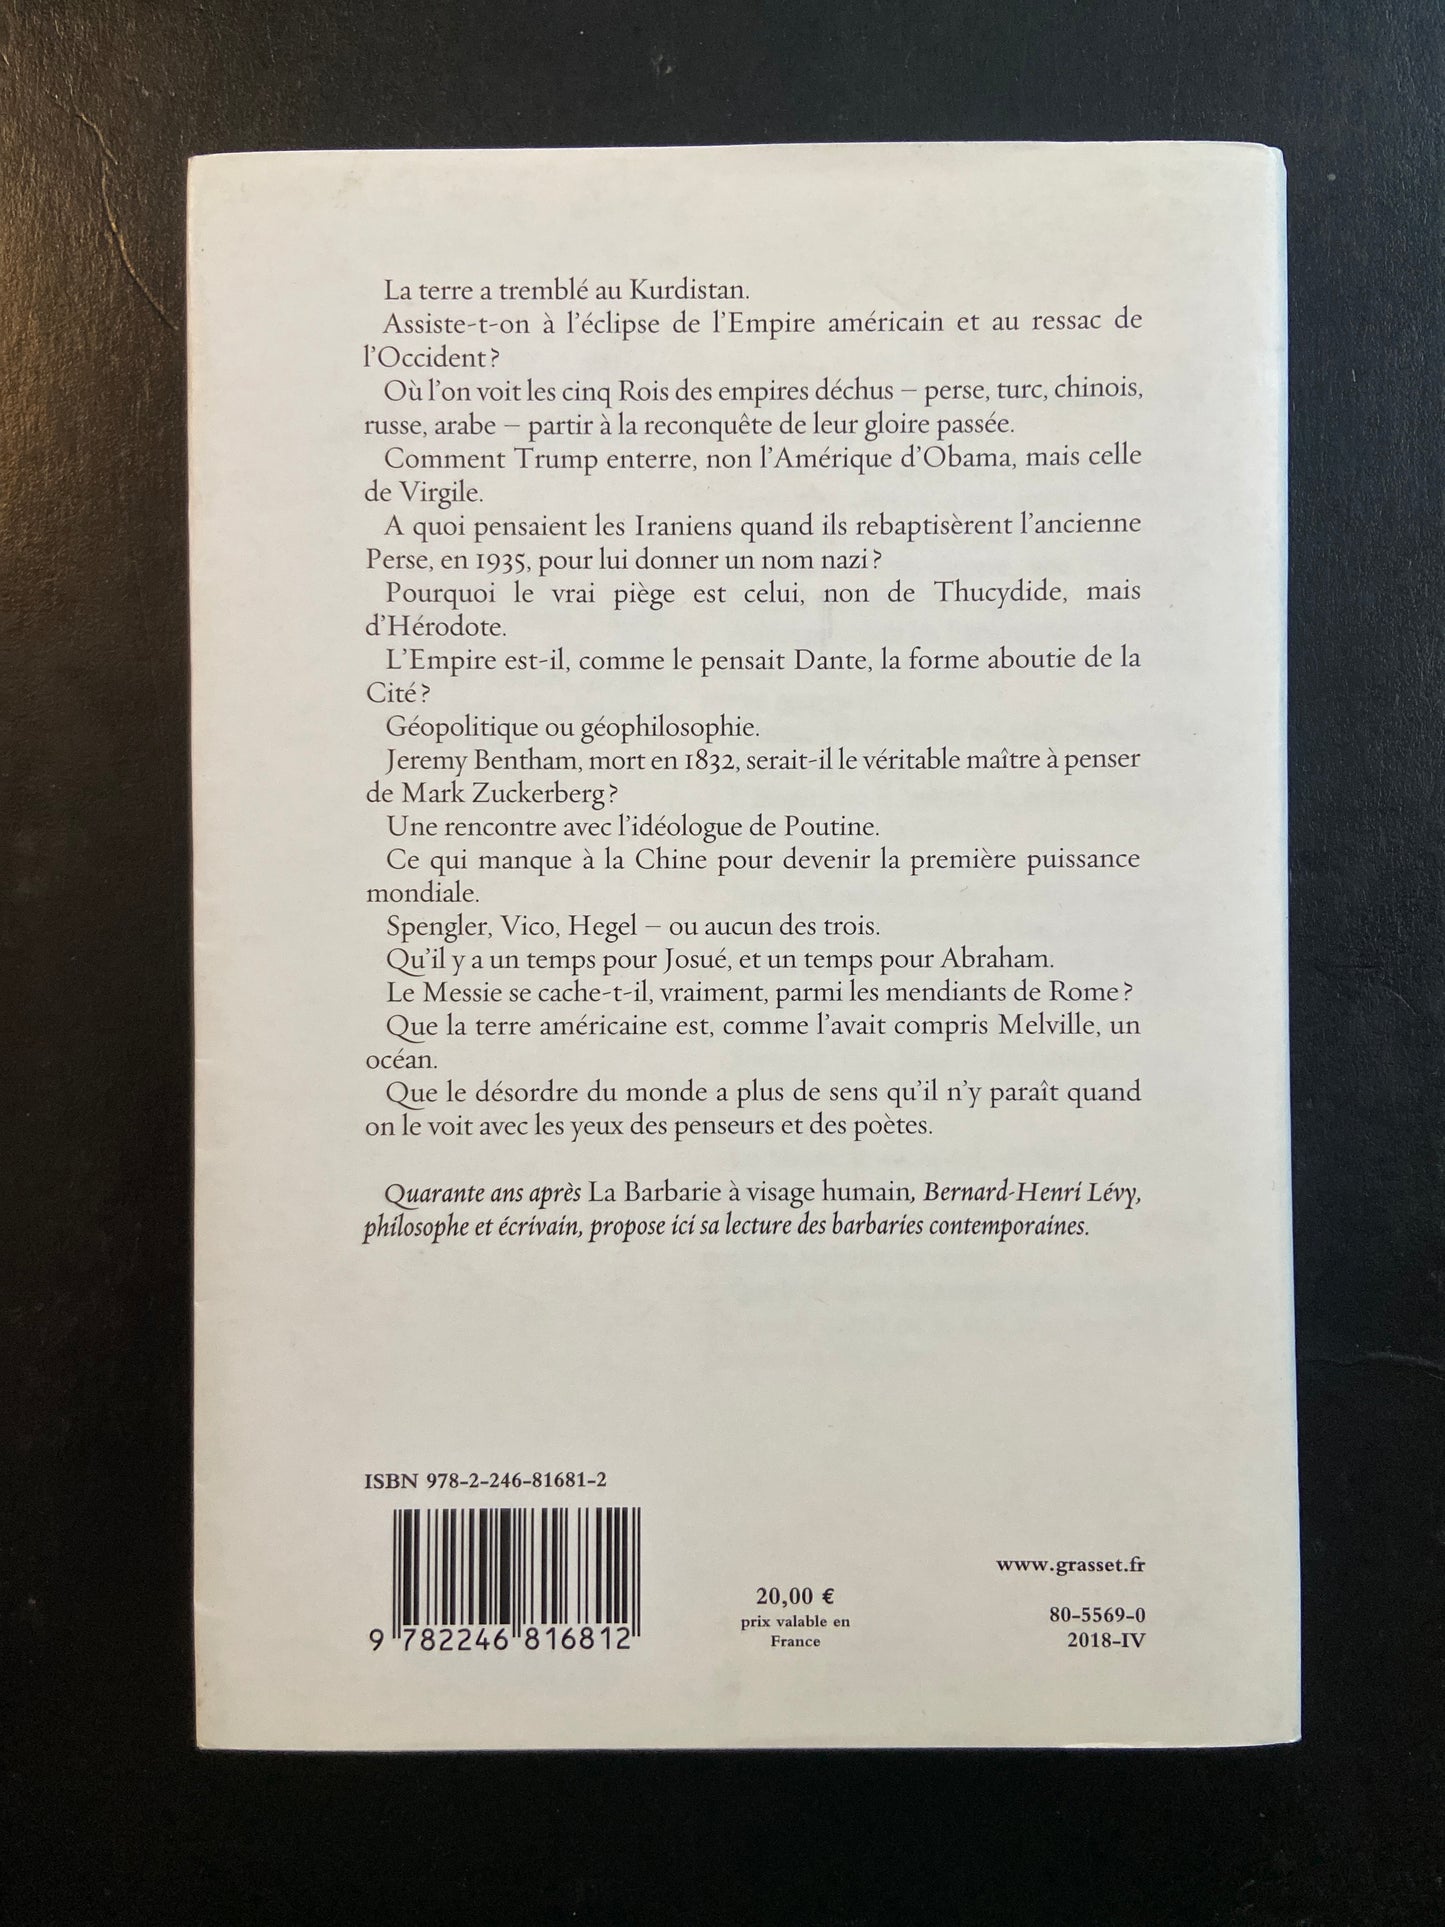 La terre a tremblé au Kurdistan.
Assiste-t-on à l'éclipse de l'Empire américain et au ressac de
l'Occident ?
Où l'on voit les cinq Rois des empires déchus – perse, turc, chinois,
russe, arabe – partir à la reconquête de leur gloire passée.
Comment Trump enterre, non l'Amérique d'Obama, mais celle
de Virgile.
A quoi pensaient les Iraniens quand ils rebaptisèrent l'ancienne
Perse, en 1935, pour lui donner un nom nazi ?
Pourquoi le vrai piège est celui, non de Thucydide, mais
d'Hérodote.
L'Empire est-il, comme le pensait Dante, la forme aboutie de la
Cité ?
Géopolitique ou géophilosophie.
Jeremy Bentham, mort en 1832, serait-il le véritable maître à penser
de Mark Zuckerberg ?
Une rencontre avec l'idéologue de Poutine.
Ce qui manque à la Chine pour devenir la première puissance
mondiale.
Spengler, Vico, Hegel – ou aucun des trois.
Qu'il y a un temps pour Josué, et un temps pour Abraham.
Le Messie se cache-t-il, vraiment, parmi les mendiants de Rome ?
Que la terre américaine est, comme l'avait compris Melville, un
océan.
Que le désordre du monde a plus de sens qu'il n'y paraît quand
on le voit avec les yeux des penseurs et des poètes.
Quarante ans après La Barbarie à visage humain, Bernard-Henri Lévy,
philosophe et écrivain, propose ici sa lecture des barbaries contemporaines.
ISBN 978-2-246-81681-2
9 782246 816812
20,00 €
prix valable en
France
www.grasset.fr
80-5569-0
2018-IV